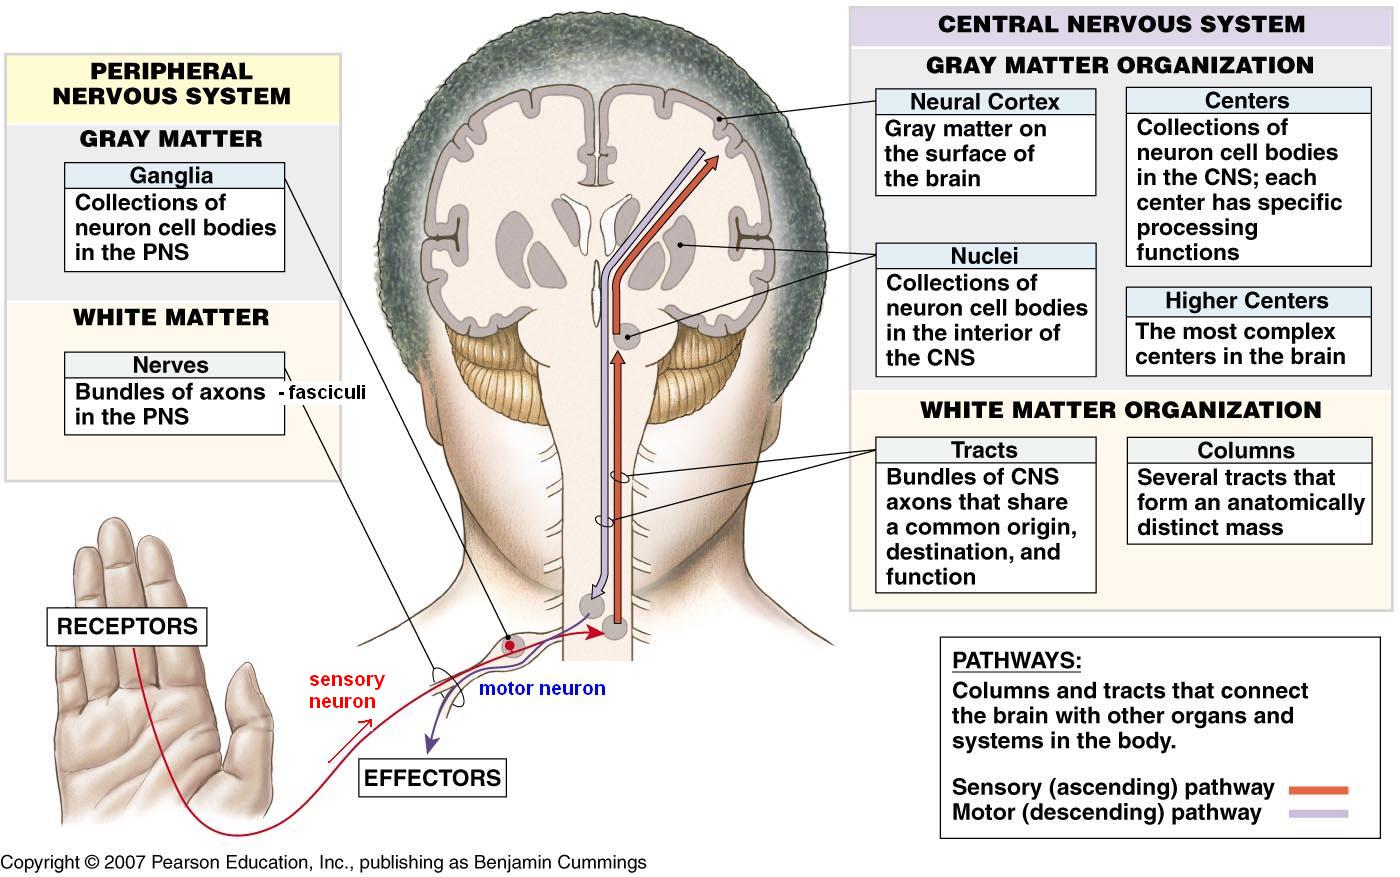 PERIPHERAL
NERVOUS SYSTEM
GRAY MATTER
Ganglia
Collections of
neuron cell bodies
in the PNS
WHITE MATTER
Nerves
Bundles of axons - fasciculi
in the PNS
CENTRAL NERVOUS SYSTEM
GRAY MATTER ORGANIZATION
Neural Cortex
Gray matter on
the surface of
the brain
Centers
Collections of
neuron cell bodies
in the CNS; each
center has specific
processing
functions
Nuclei
Collections of
neuron cell bodies
in the interior of
the CNS
Higher Centers
The most complex
centers in the brain
WHITE MATTER ORGANIZATION
Tracts
Bundles of CNS
axons that share
a common origin,
destination, and
function
Columns
Several tracts that
form an anatomically
distinct mass
RECEPTORS
sensory
neuron
motor neuron
EFFECTORS
PATHWAYS:
Columns and tracts that connect
the brain with other organs and
systems in the body.
Sensory (ascending) pathway
Motor (descending) pathway
Copyright © 2007 Pearson Education, Inc., publishing as Benjamin Cummings